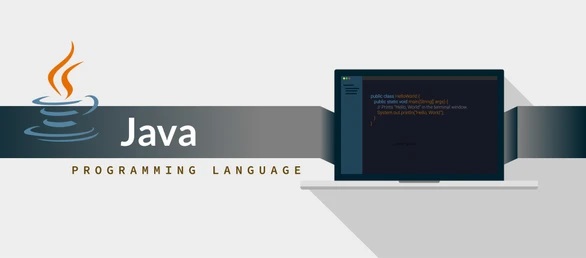 Java
PROGRAMMING LANGUAGE
public class HelloWorld {
public static void main(String[] args) {
// Prints "Hello, World" in the terminal window.
System.out.println("Hello, World");
}
}